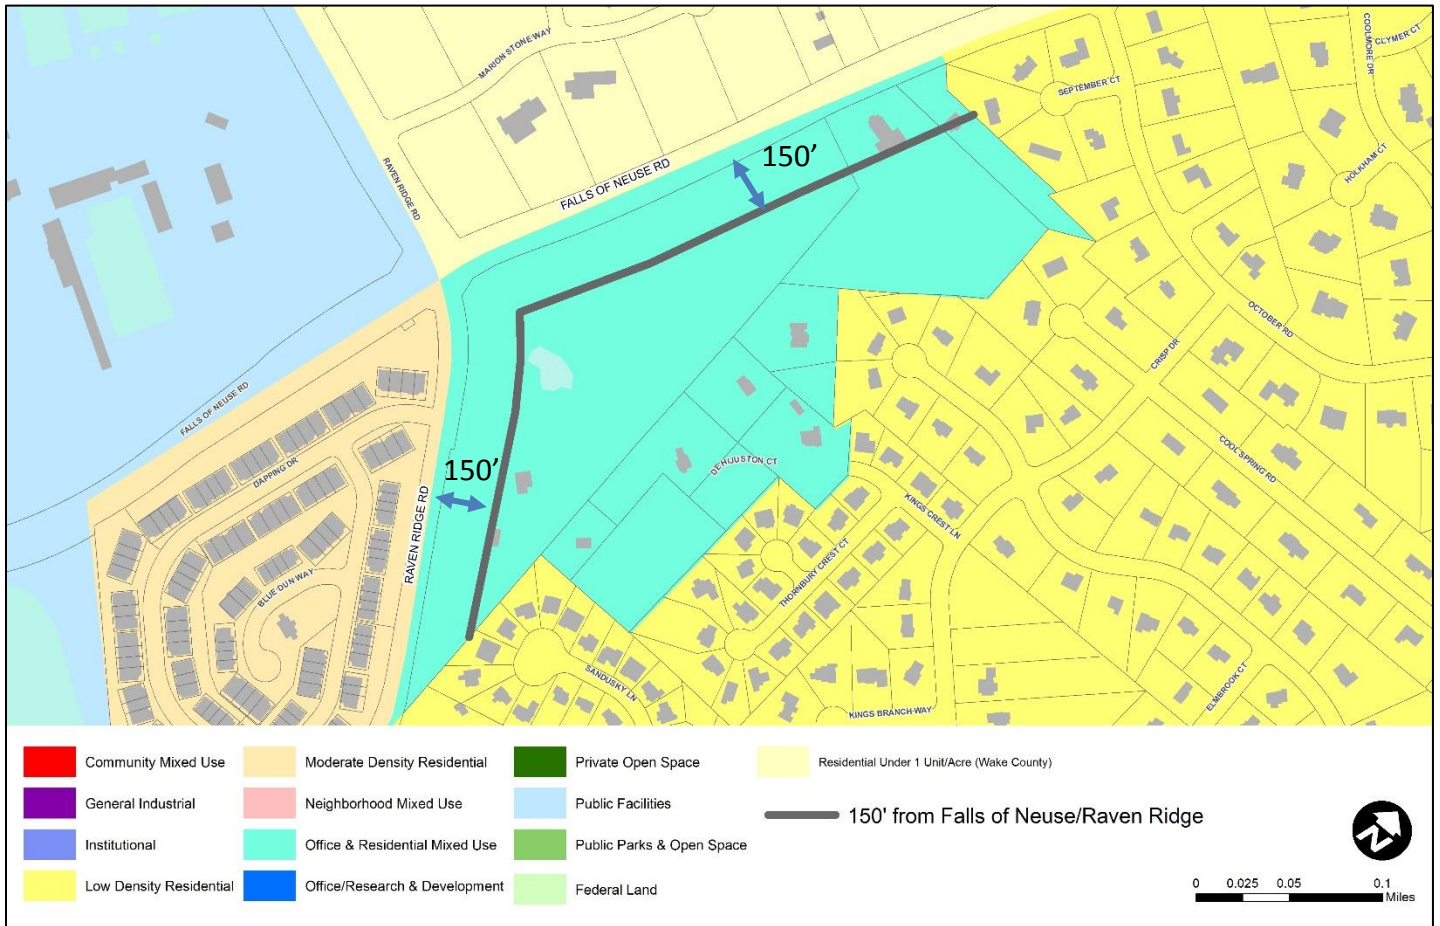 COOLMORE DR
CLYMER CT
MARION STONE WAY
SEPTEMBER CT
150’
RAVEN RIDGE RD
FALLS OF NEUSE RD
HOLKHAM CT
OCTOBER RD
CRISP DR
FALLS OF NEUSE RD
DAPPING DR
COOL SPRING RD
150’
DEHIJUSTON CT
KINGS CREST LN
RAVEN RIDGE RD
THORNBURY CREST CT
BLUE DUN WAY
SANDUSKY LN
ELMBROOK CT
KINGS BRANCH WAY
Community Mixed Use
General Industrial
Institutional
Low Density Residential
Moderate Density Residential
Neighborhood Mixed Use
Office & Residential Mixed Use
Office/Research & Development
Private Open Space
Public Facilities
Public Parks & Open Space
Federal Land
Residential Under 1 Unit/Acre (Wake County)
150' from Falls of Neuse/Raven Ridge
N
0 0.025 0.05 0.1
Miles